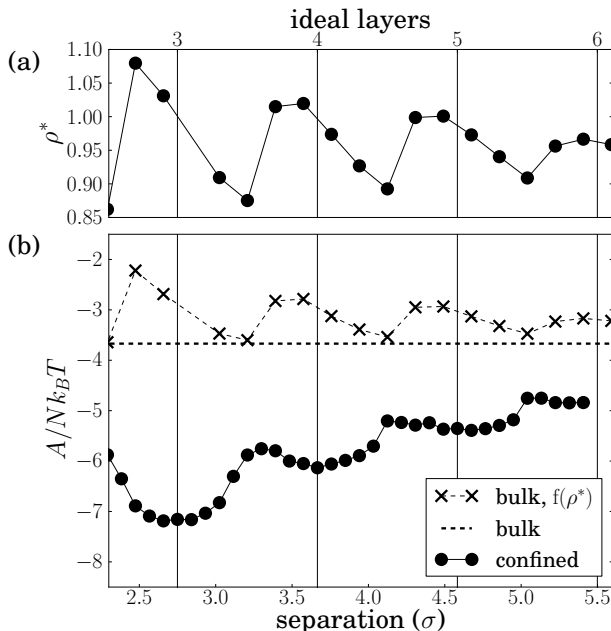 ideal layers
3 4 5 6
(a)
1.10
1.05
1.00
0.95
0.90
0.85
ρ*
(b)
−2
−3
−4
−5
−6
−7
−8
A/Nk_BT
bulk, f(ρ*)
bulk
confined
2.5 3.0 3.5 4.0 4.5 5.0 5.5
separation (σ)